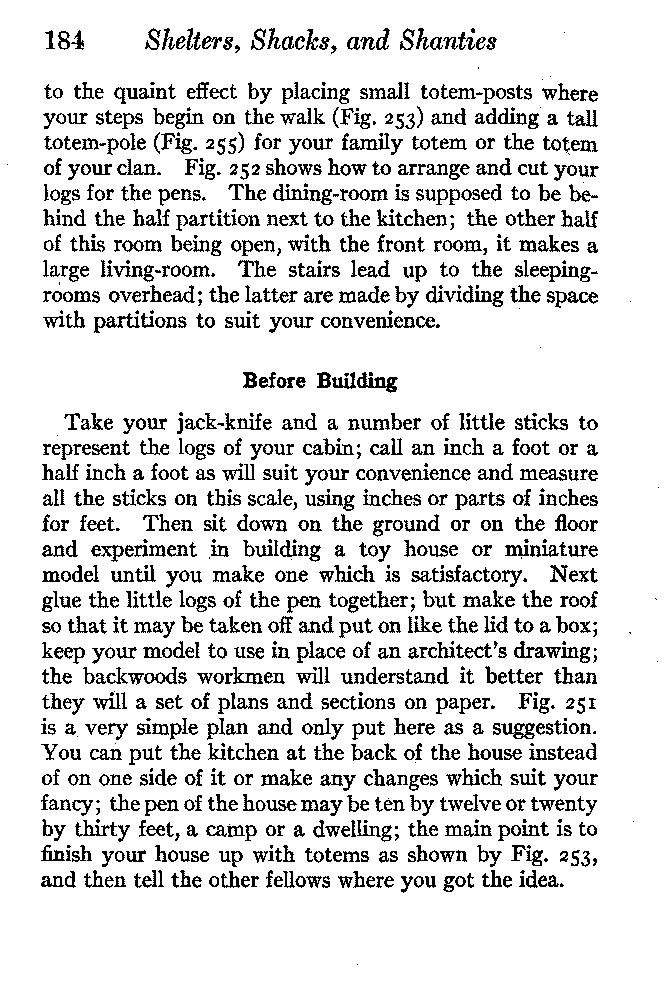 184 Shelters, Shacks, and Shanties
to the quaint effect by placing small totem-posts where
your steps begin on the walk (Fig. 253) and adding a tall
totem-pole (Fig. 255) for your family totem or the totem
of your clan. Fig. 252 shows how to arrange and cut your
logs for the pens. The dining-room is supposed to be be-
hind the half partition next to the kitchen; the other half
of this room being open, with the front room, it makes a
large living-room. The stairs lead up to the sleeping-
rooms overhead; the latter are made by dividing the space
with partitions to suit your convenience.
Before Building
Take your jack-knife and a number of little sticks to
represent the logs of your cabin; call an inch a foot or a
half inch a foot as will suit your convenience and measure
all the sticks on this scale, using inches or parts of inches
for feet. Then sit down on the ground or on the floor
and experiment in building a toy house or miniature
model until you make one which is satisfactory. Next
glue the little logs of the pen together; but make the roof
so that it may be taken off and put on like the lid to a box;
keep your model to use in place of an architect's drawing;
the backwoods workmen will understand it better than
they will a set of plans and sections on paper. Fig. 251
is a very simple plan and only put here as a suggestion.
You can put the kitchen at the back of the house instead
of on one side of it or make any changes which suit your
fancy; the pen of the house may be ten by twelve or twenty
by thirty feet, a camp or a dwelling; the main point is to
finish your house up with totems as shown by Fig. 253,
and then tell the other fellows where you got the idea.